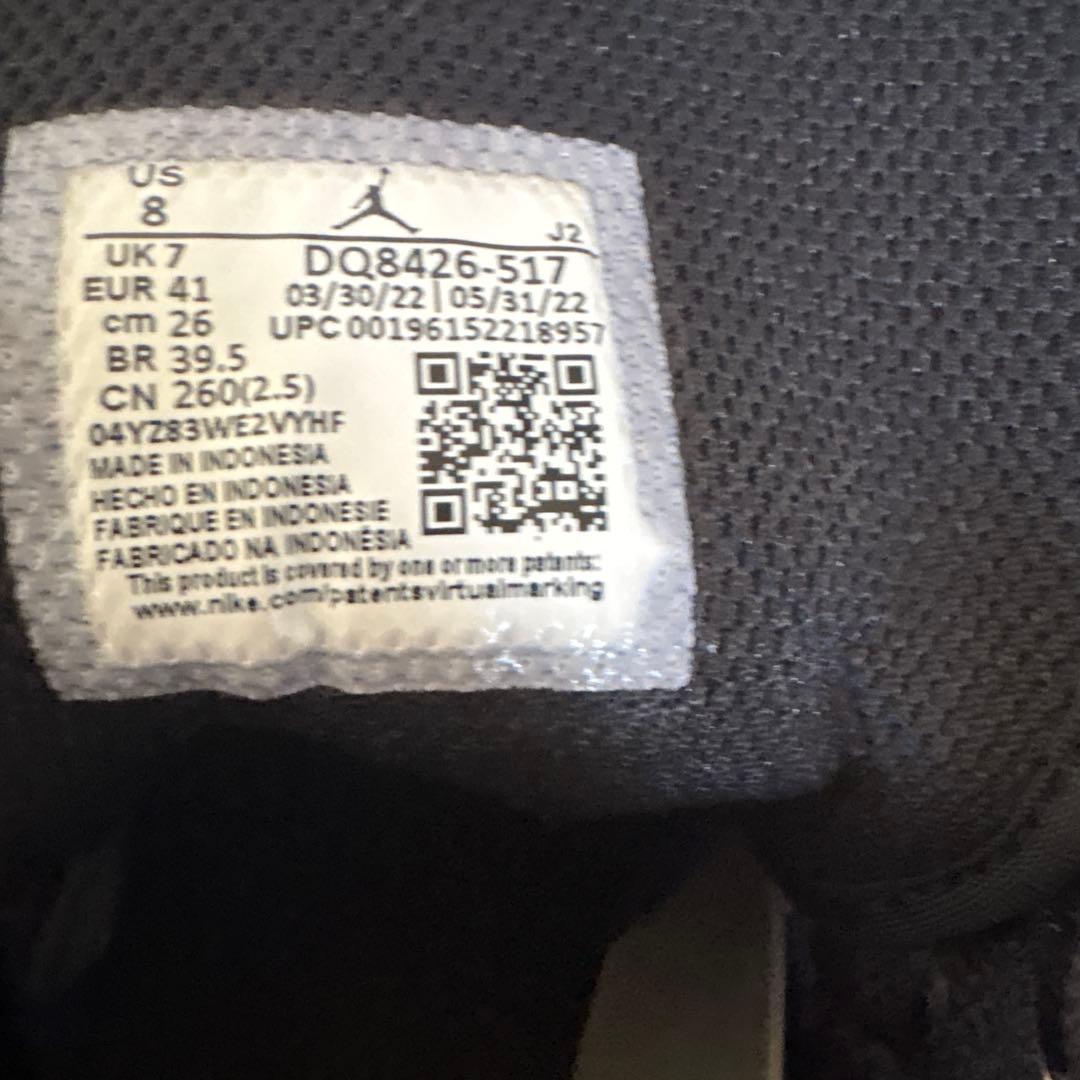 US
8
J2
UK 7
DQ8426-517
EUR 41
03/30/22 | 05/31/22
cm 26
UPC 00196152218957
BR 39.5
CN 260(2.5)
04YZ83WE2VYHF
MADE IN INDONESIA
HECHO EN INDONESIA
FABRIQUE EN INDONESIE
FABRICADO NA INDONÉSIA
This product is covered by one or more patents:
www.nike.com/patentsvirtualmarking